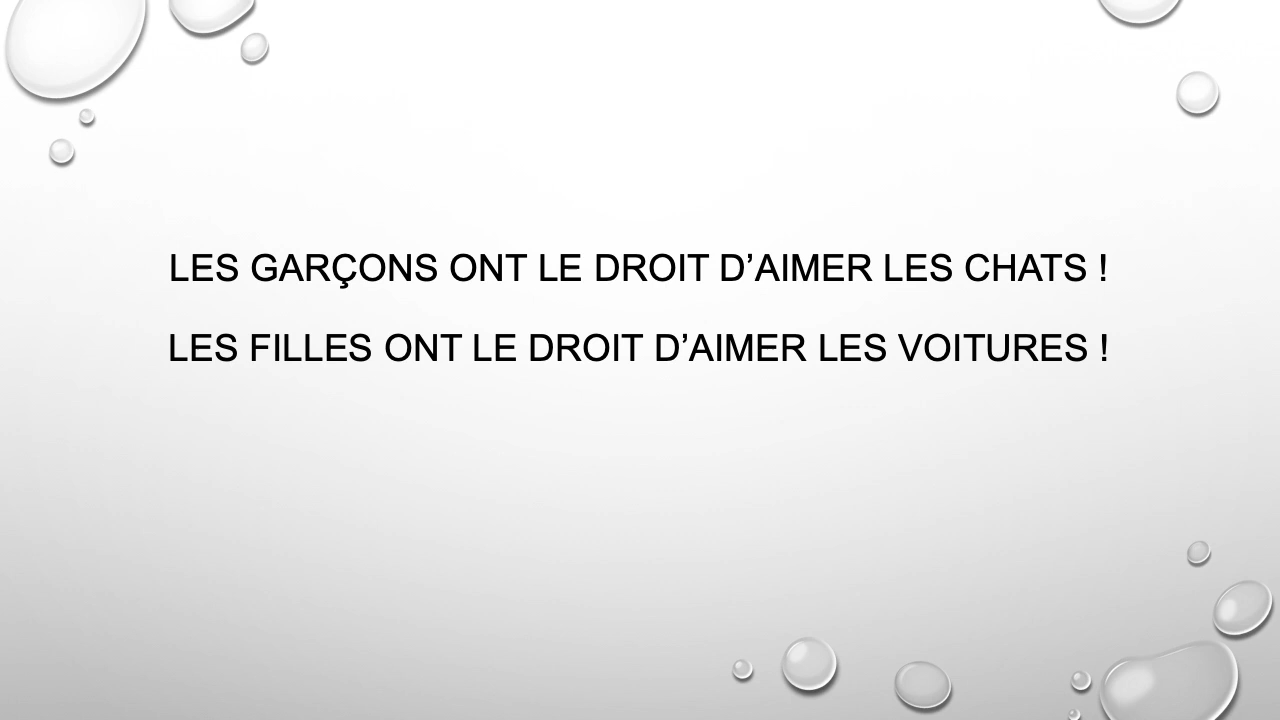 LES GARÇONS ONT LE DROIT D’AIMER LES CHATS !
LES FILLES ONT LE DROIT D’AIMER LES VOITURES !